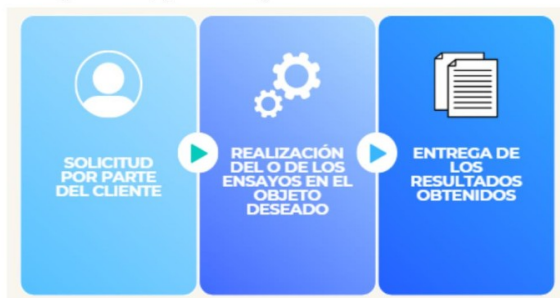 SOLICITUD
POR PARTE
DEL CLIENTE
REALIZACIÓN
DEL O DE LOS
ENSAYOS EN EL
OBJETO
DESEADO
ENTREGA DE
LOS
RESULTADOS
OBTENIDOS